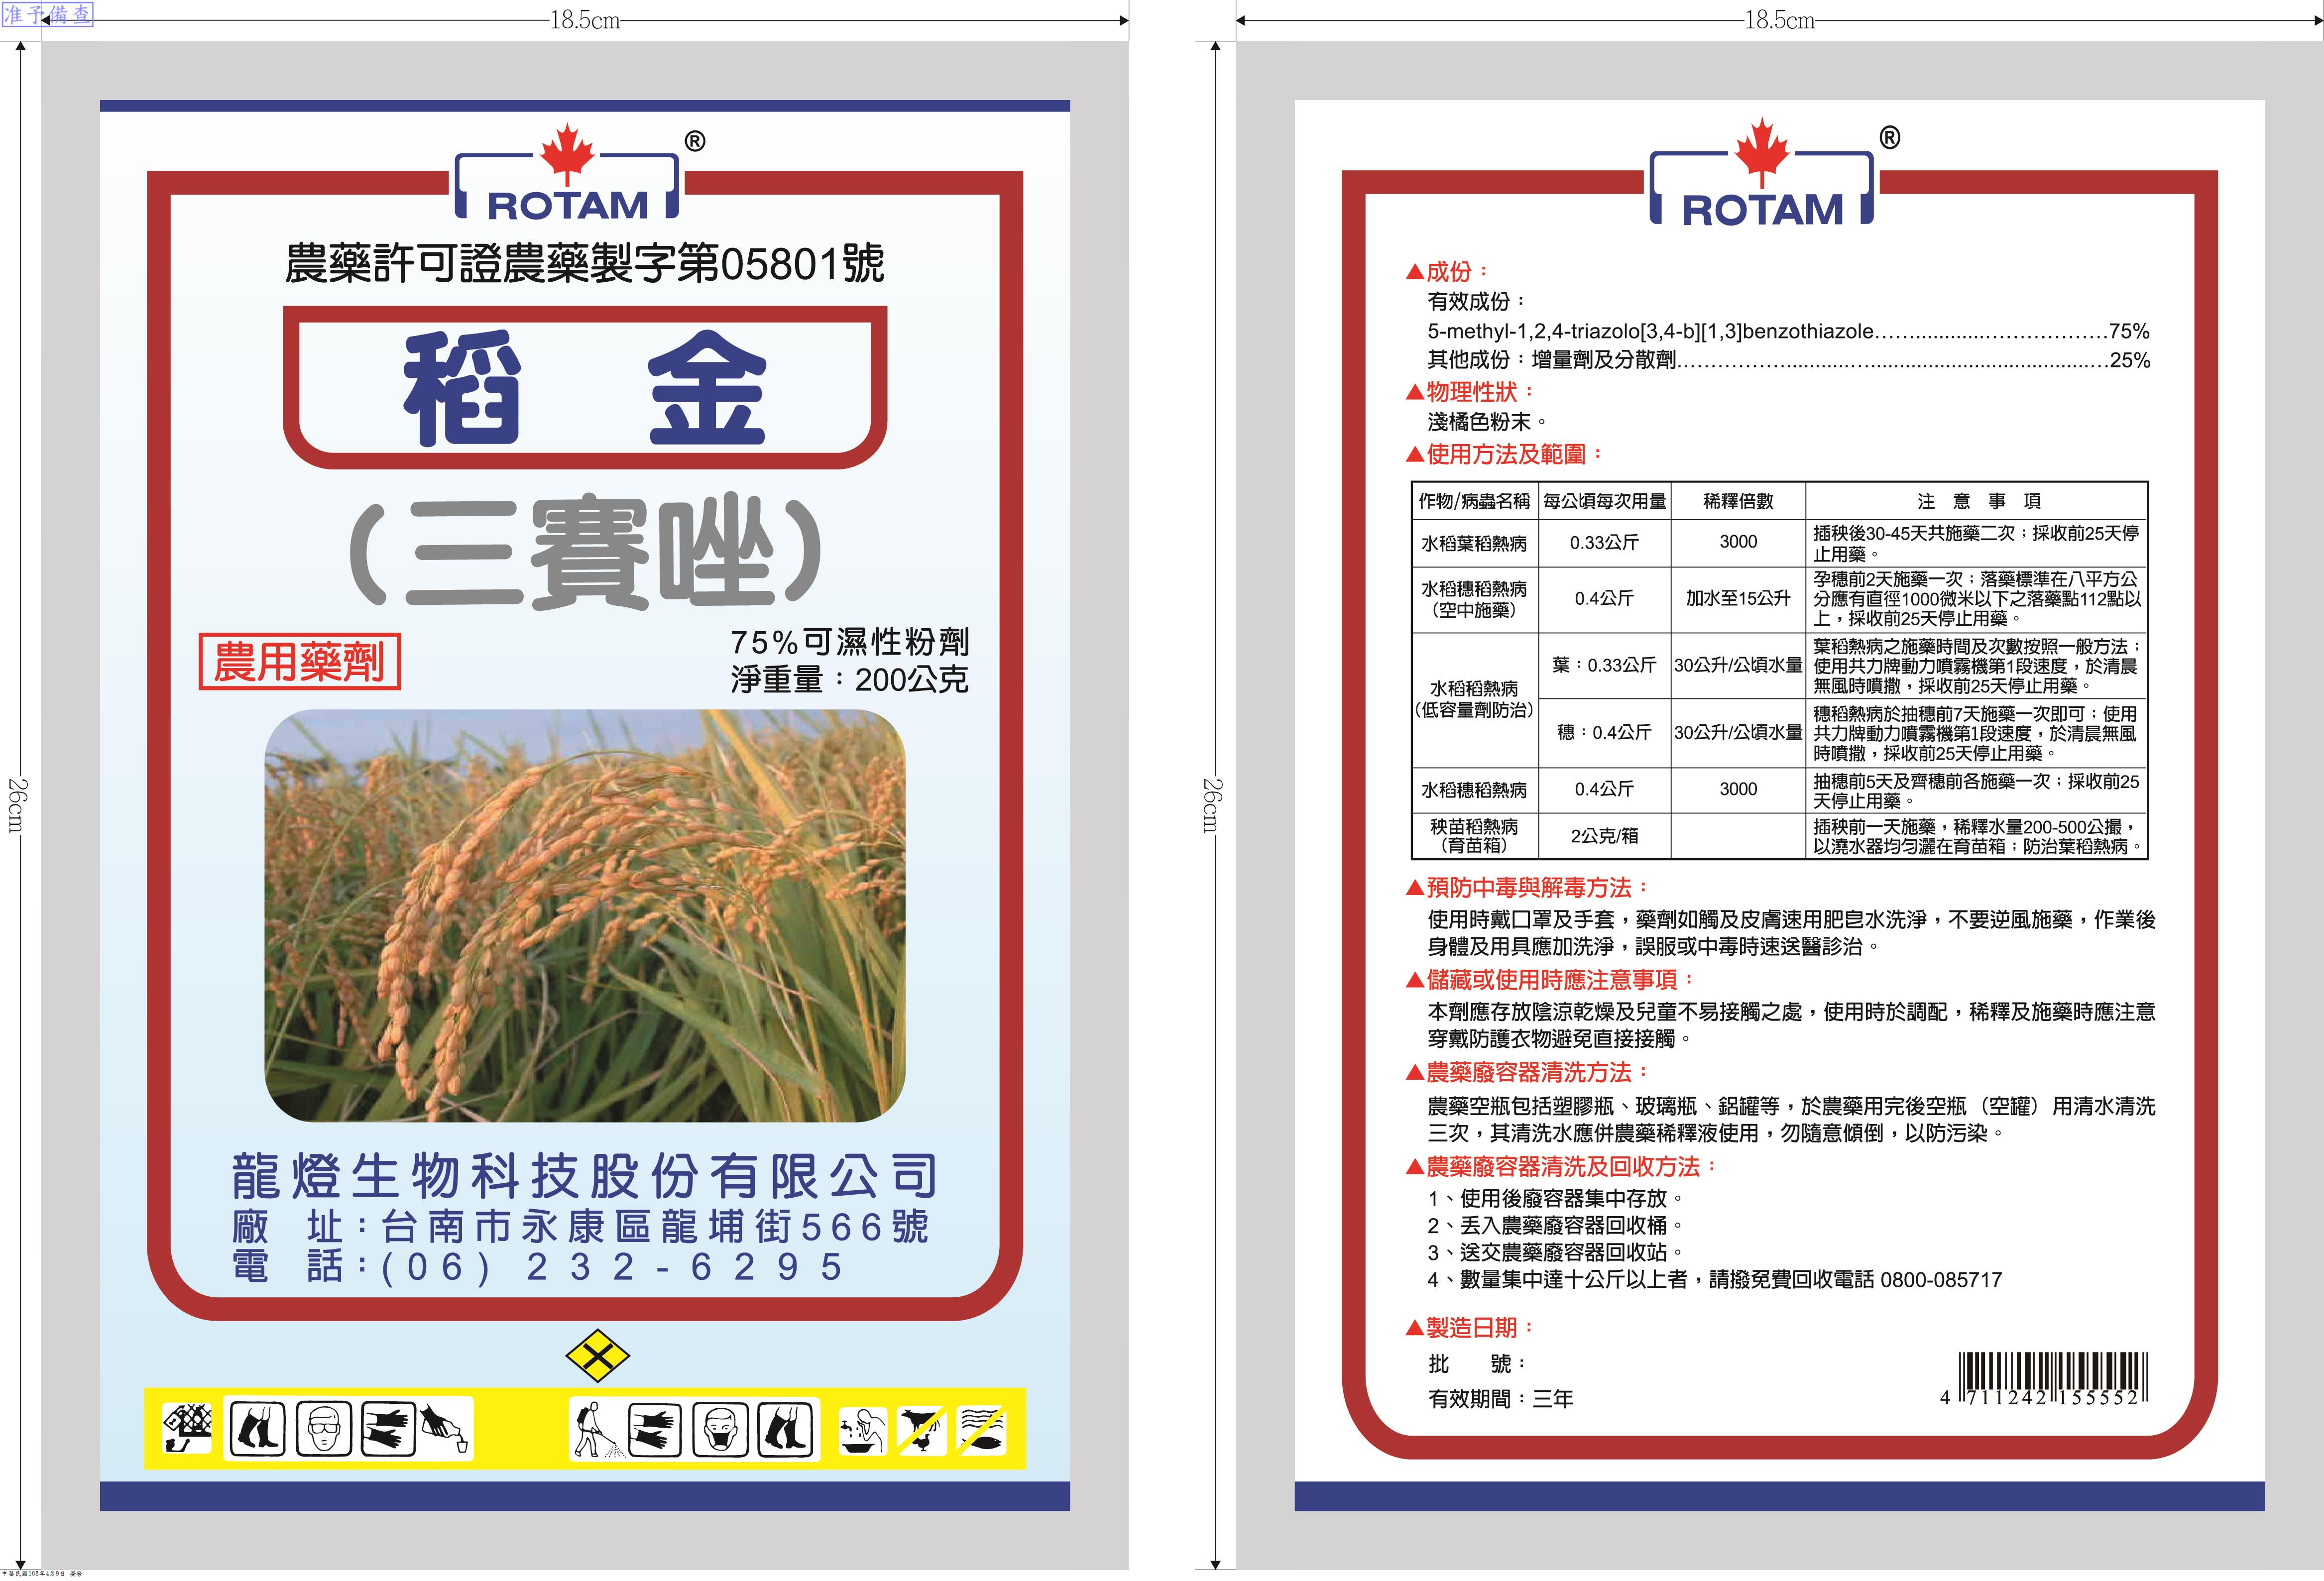 准予備查
18.5cm
26cm
ROTAM®
農藥許可證農藥製字第05801號
稻 金
(三賽唑)
農用藥劑
75%可濕性粉劑
淨重量：200公克
龍燈生物科技股份有限公司
廠　址：台南市永康區龍埔街566號
電　話：(06) 232-6295
中華民國108年4月9日 簽發
18.5cm
26cm
ROTAM®
▲成份：
有效成份：
5-methyl-1,2,4-triazolo[3,4-b][1,3]benzothiazole................................75%
其他成份：增量劑及分散劑................................25%
▲物理性狀：
淺橘色粉末。
▲使用方法及範圍：
作物/病蟲名稱 每公頃每次用量 稀釋倍數 注 意 事 項
水稻葉稻熱病 0.33公斤 3000 插秧後30-45天共施藥二次；採收前25天停
止用藥。
水稻穗稻熱病
(空中施藥) 0.4公斤 加水至15公升 孕穗前2天施藥一次；落藥標準在八平方公
分應有直徑1000微米以下之落藥點112點以
上，採收前25天停止用藥。
水稻稻熱病
(低容量劑防治) 葉：0.33公斤 30公升/公頃水量 葉稻熱病之施藥時間及次數按照一般方法；
使用共力牌動力噴霧機第1段速度，於清晨
無風時噴撒，採收前25天停止用藥。
穗：0.4公斤 30公升/公頃水量 穗稻熱病於抽穗前7天施藥一次即可；使用
共力牌動力噴霧機第1段速度，於清晨無風
時噴撒，採收前25天停止用藥。
水稻穗稻熱病 0.4公斤 3000 抽穗前5天及齊穗前各施藥一次；採收前25
天停止用藥。
秧苗稻熱病
(育苗箱) 2公克/箱 插秧前一天施藥，稀釋水量200-500公撮，
以澆水器均勻灑在育苗箱；防治葉稻熱病。
▲預防中毒與解毒方法：
使用時戴口罩及手套，藥劑如觸及皮膚速用肥皂水洗淨，不要逆風施藥，作業後
身體及用具應加洗淨，誤服或中毒時速送醫診治。
▲儲藏或使用時應注意事項：
本劑應存放陰涼乾燥及兒童不易接觸之處，使用時於調配，稀釋及施藥時應注意
穿戴防護衣物避免直接接觸。
▲農藥廢容器清洗方法：
農藥空瓶包括塑膠瓶、玻璃瓶、鋁罐等，於農藥用完後空瓶（空罐）用清水清洗
三次，其清洗水應併農藥稀釋液使用，勿隨意傾倒，以防污染。
▲農藥廢容器清洗及回收方法：
1、使用後廢容器集中存放。
2、丟入農藥廢容器回收桶。
3、送交農藥廢容器回收站。
4、數量集中達十公斤以上者，請撥免費回收電話 0800-085717
▲製造日期：
批　　號：
有效期間：三年
4 711242 155552